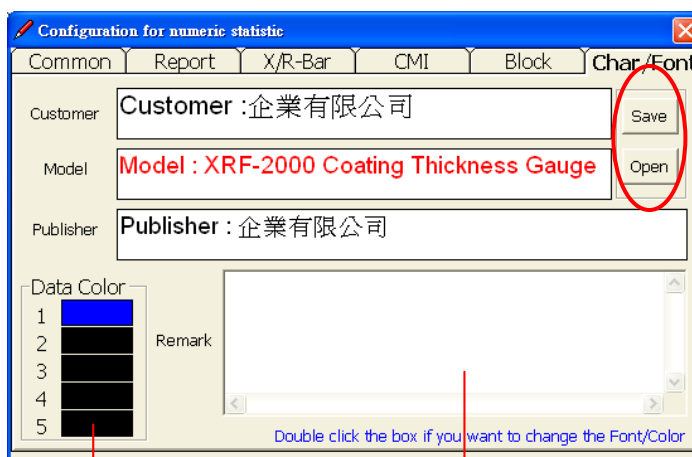 Configuration for numeric statistic
Common Report X/R-Bar CMI Block Char./Font
Customer Customer :企業有限公司 Save
Model Model : XRF-2000 Coating Thickness Gauge Open
Publisher Publisher : 企業有限公司
Data Color
1
2
Remark
3
4
5
Double click the box if you want to change the Font/Color